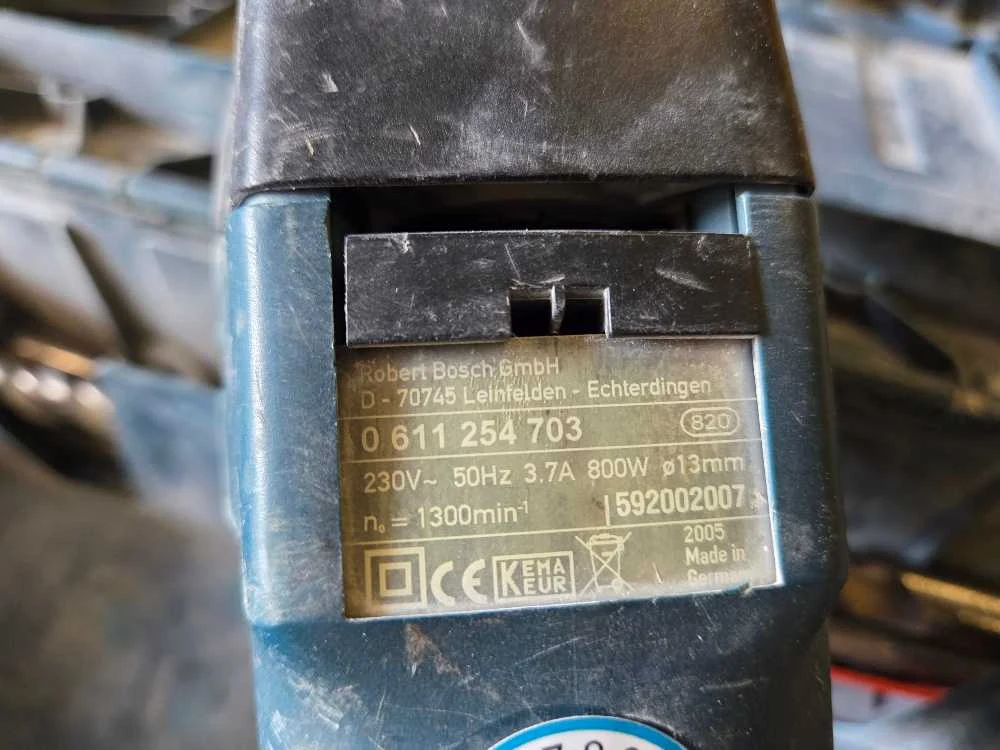 Robert Bosch GmbH
D - 70745 Leinfelden - Echterdingen
0 611 254 703 820
230V~ 50Hz 3.7A 800W ø13mm
592002007
n₀ = 1300min⁻¹
2005
Made in
German
CE KEMA
KEUR